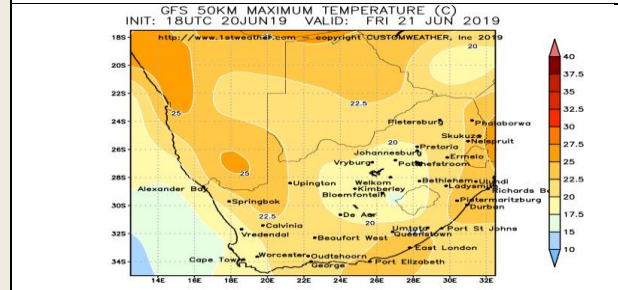 GFS 50KM MAXIMUM TEMPERATURE (C)
INIT: 18UTC 20JUN19 VALID: FRI 21 JUN 2019
http://www.1stweather.com copyright CUSTOMWEATHER, Inc 2019
18S
20S
22S
24S
26S
28S
30S
32S
34S
14E 16E 18E 20E 22E 24E 26E 28E 30E 32E
40
37.5
35
32.5
30
27.5
25
22.5
20
17.5
15
10
20
22.5
25
20
25
22.5
20
Pietersburg
Phalaborwa
Skukuza
Nelspruit
Pretoria
Johannesburg
Ermelo
Vryburg
Potchefstroom
Alexander Bay
Upington
Welkom
Kimberley
Bloemfontein
Bethlehem
Ulundi
Ladysmith
Richards B
Springbok
Pietermaritzburg
Durban
De Aar
Calvinia
Vredendal
Beaufort West
Umtata
Queenstown
Port St Johns
East London
Cape Town
Worcester
Oudtshoorn
George
Port Elizabeth